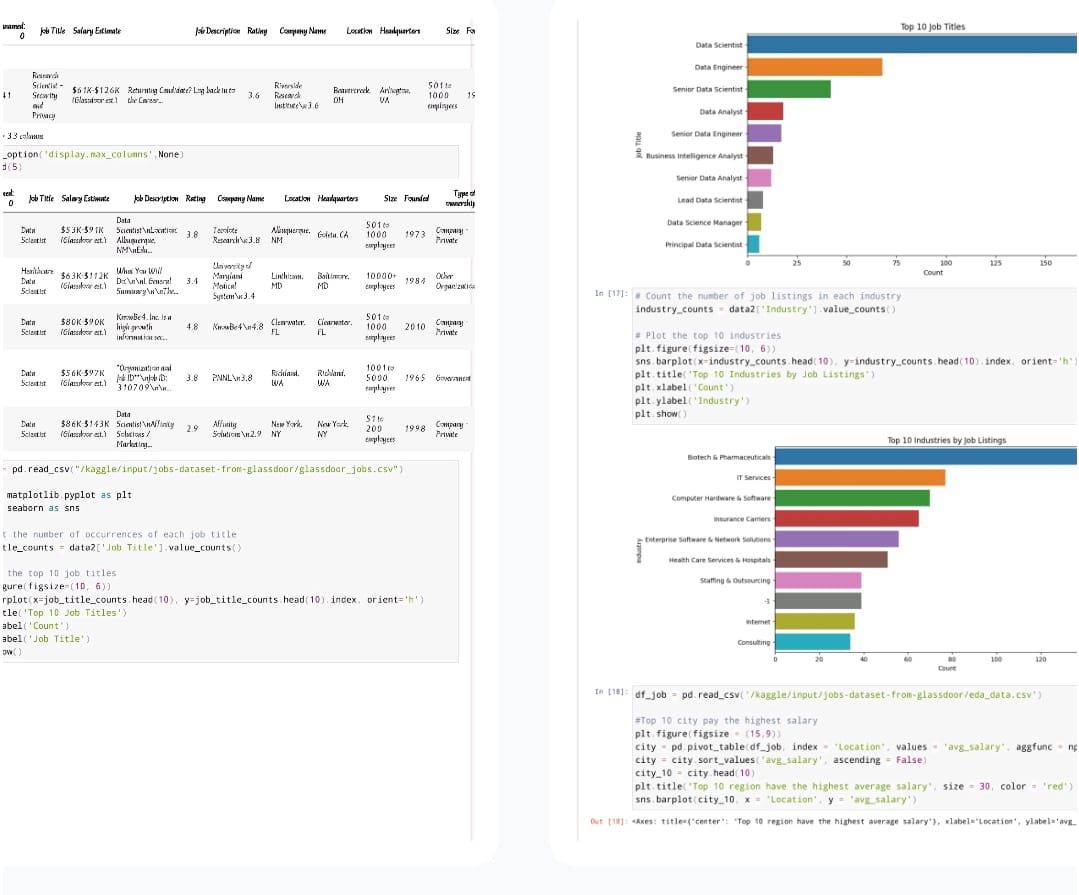 0 Job Title Salary Estimate Job Description Rating Company Name Location Headquarters Size
41 Research Scientist - Security and Privacy $61K-$126K (Glassdoor est.) Returning Candidate? Log back in to the Career... 3.6 Riverside Research Institute\n3.6 Beavercreek, OH Arlington, VA 501 to 1000 employees
33 columns
_option('display.max_columns',None)
d(5)
0 Job Title Salary Estimate Job Description Rating Company Name Location Headquarters Size Founded Type of ownership
Data Scientist $53K-$91K (Glassdoor est.) Data Scientist\nLocation: Albuquerque, NM\nEdu... 3.8 Tecolote Research\n3.8 Albuquerque, NM Goleta, CA 501 to 1000 employees 1973 Company - Private
Healthcare Data Scientist $63K-$112K (Glassdoor est.) What You Will Do:\n\nI. General Summary\n\nThe... 3.4 University of Maryland Medical System\n3.4 Linthicum, MD Baltimore, MD 10000+ employees 1984 Other Organization
Data Scientist $80K-$90K (Glassdoor est.) KnowBe4, Inc. is a high growth information sec... 4.8 KnowBe4\n4.8 Clearwater, FL Clearwater, FL 501 to 1000 employees 2010 Company - Private
Data Scientist $56K-$97K (Glassdoor est.) *Organization and Job ID**\nJob ID: 310709\n\n... 3.8 PNNL\n3.8 Richland, WA Richland, WA 1001 to 5000 employees 1965 Government
Data Scientist $86K-$143K (Glassdoor est.) Data Scientist\nAffinity Solutions / Marketing... 2.9 Affinity Solutions\n2.9 New York, NY New York, NY 51 to 200 employees 1998 Company - Private
= pd.read_csv("/kaggle/input/jobs-dataset-from-glassdoor/glassdoor_jobs.csv")
matplotlib.pyplot as plt
seaborn as sns
t the number of occurrences of each job title
tle_counts = data2['Job Title'].value_counts()
the top 10 job titles
gure(figsize=(10, 6))
rplot(x=job_title_counts.head(10), y=job_title_counts.head(10).index, orient='h')
tle('Top 10 Job Titles')
abel('Count')
abel('Job Title')
ow()
Top 10 Job Titles
Job Title
Data Scientist
Data Engineer
Senior Data Scientist
Data Analyst
Senior Data Engineer
Business Intelligence Analyst
Senior Data Analyst
Lead Data Scientist
Data Science Manager
Principal Data Scientist
0 25 50 75 100 125 150
Count
In [17]: # Count the number of job listings in each industry
industry_counts = data2['Industry'].value_counts()
# Plot the top 10 industries
plt.figure(figsize=(10, 6))
sns.barplot(x=industry_counts.head(10), y=industry_counts.head(10).index, orient='h')
plt.title('Top 10 Industries by Job Listings')
plt.xlabel('Count')
plt.ylabel('Industry')
plt.show()
Top 10 Industries by Job Listings
Industry
Biotech & Pharmaceuticals
IT Services
Computer Hardware & Software
Insurance Carriers
Enterprise Software & Network Solutions
Health Care Services & Hospitals
Staffing & Outsourcing
-1
Internet
Consulting
0 20 40 60 80 100 120
Count
In [18]: df_job = pd.read_csv('/kaggle/input/jobs-dataset-from-glassdoor/eda_data.csv')
#Top 10 city pay the highest salary
plt.figure(figsize = (15,9))
city = pd.pivot_table(df_job, index = 'Location', values = 'avg_salary', aggfunc = np
city = city.sort_values('avg_salary', ascending = False)
city_10 = city.head(10)
plt.title('Top 10 region have the highest average salary', size = 30, color = 'red')
sns.barplot(city_10, x = 'Location', y = 'avg_salary')
Out [18]: <Axes: title={'center': 'Top 10 region have the highest average salary'}, xlabel='Location', ylabel='avg_